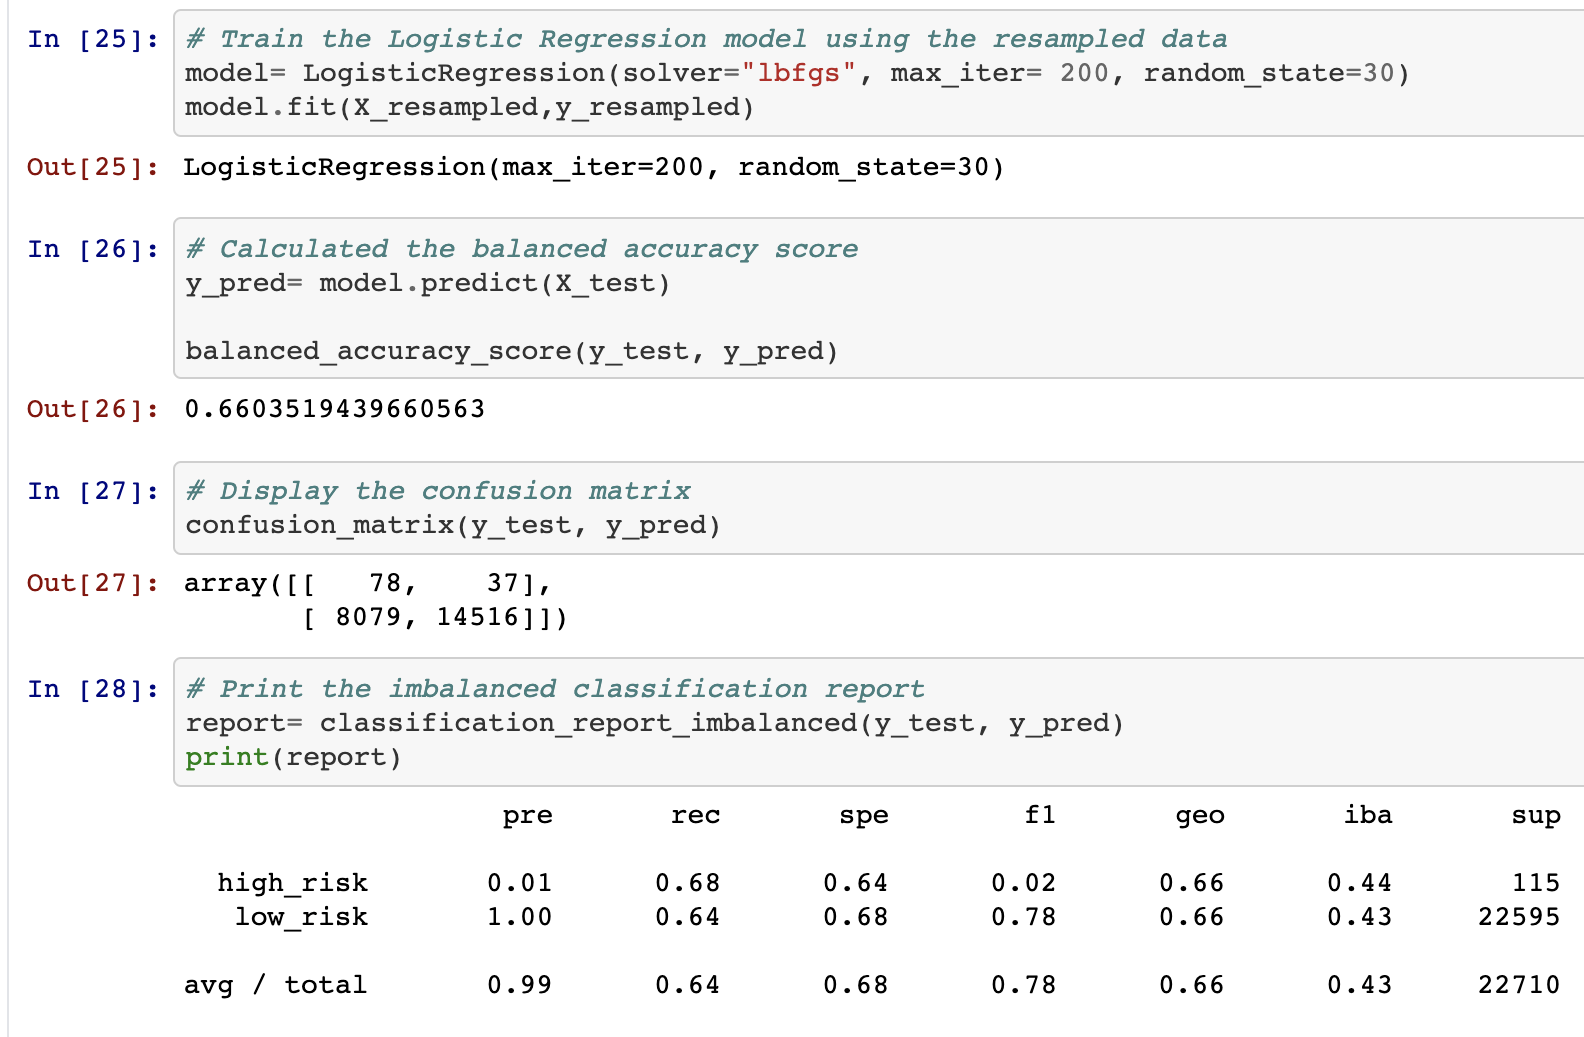 In [25]: # Train the Logistic Regression model using the resampled data
model= LogisticRegression(solver="lbfgs", max_iter= 200, random_state=30)
model.fit(X_resampled,y_resampled)
Out[25]: LogisticRegression(max_iter=200, random_state=30)
In [26]: # Calculated the balanced accuracy score
y_pred= model.predict(X_test)
balanced_accuracy_score(y_test, y_pred)
Out[26]: 0.6603519439660563
In [27]: # Display the confusion matrix
confusion_matrix(y_test, y_pred)
Out[27]: array([[   78,    37],
       [ 8079, 14516]])
In [28]: # Print the imbalanced classification report
report= classification_report_imbalanced(y_test, y_pred)
print(report)
pre rec spe f1 geo iba sup
high_risk 0.01 0.68 0.64 0.02 0.66 0.44 115
low_risk 1.00 0.64 0.68 0.78 0.66 0.43 22595
avg / total 0.99 0.64 0.68 0.78 0.66 0.43 22710